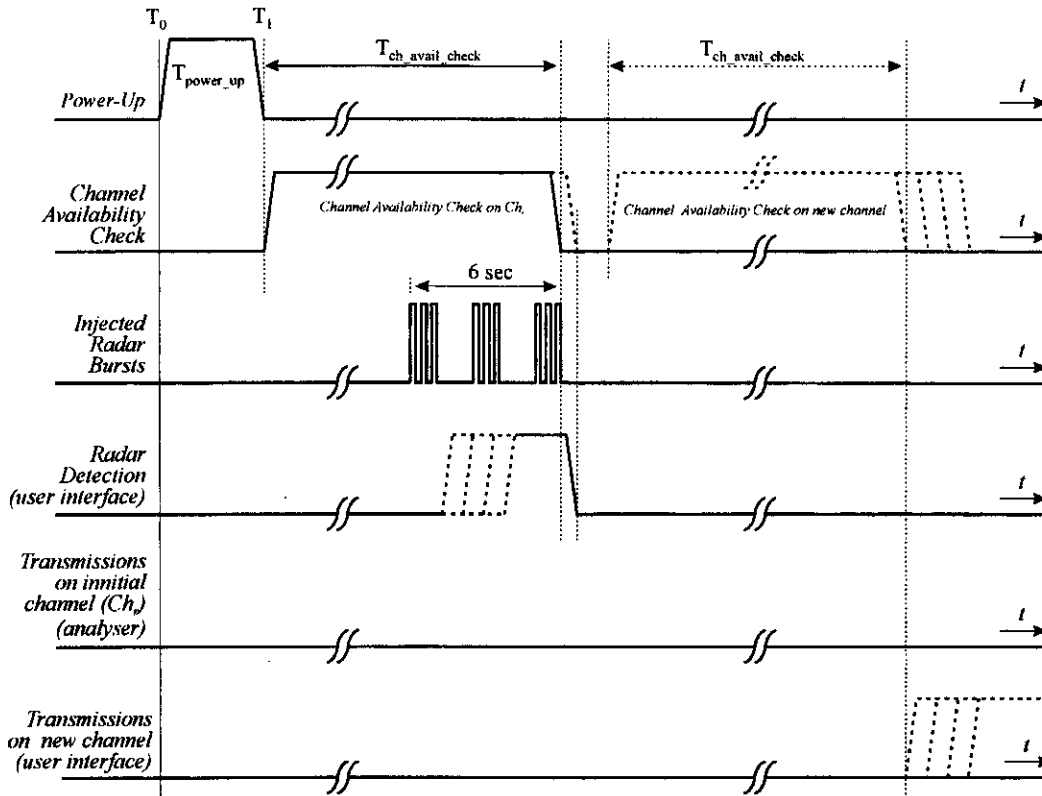 T0 T1
Tch_avail_check Tch_avail_check
Tpower_up
t
Power-Up
Channel
Availability
Check
Channel Availability Check on Chr
Channel Availability Check on new channel
t
6 sec
Injected
Radar
Bursts
t
Radar
Detection
(user interface)
t
Transmissions
on innitial
channel (Chr)
(analyser)
t
Transmissions
on new channel
(user interface)
t